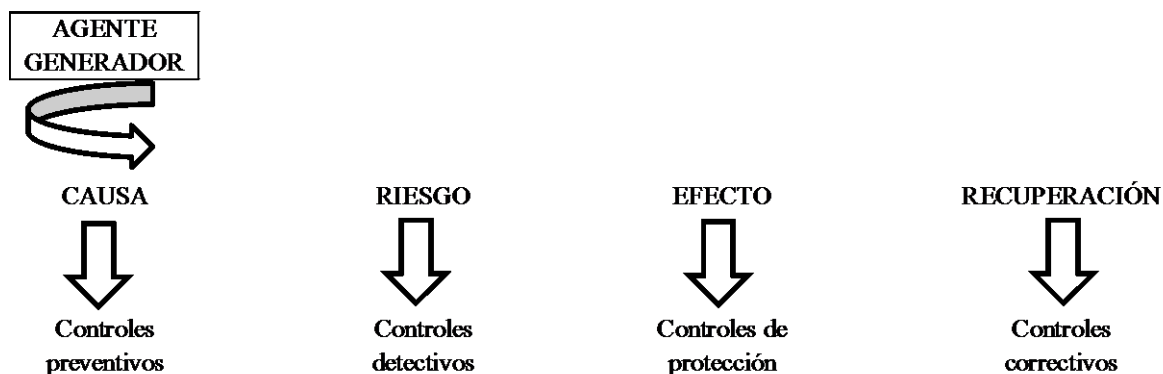 AGENTE
GENERADOR
CAUSA
RIESGO
EFECTO
RECUPERACIÓN
Controles
preventivos
Controles
detectivos
Controles de
protección
Controles
correctivos